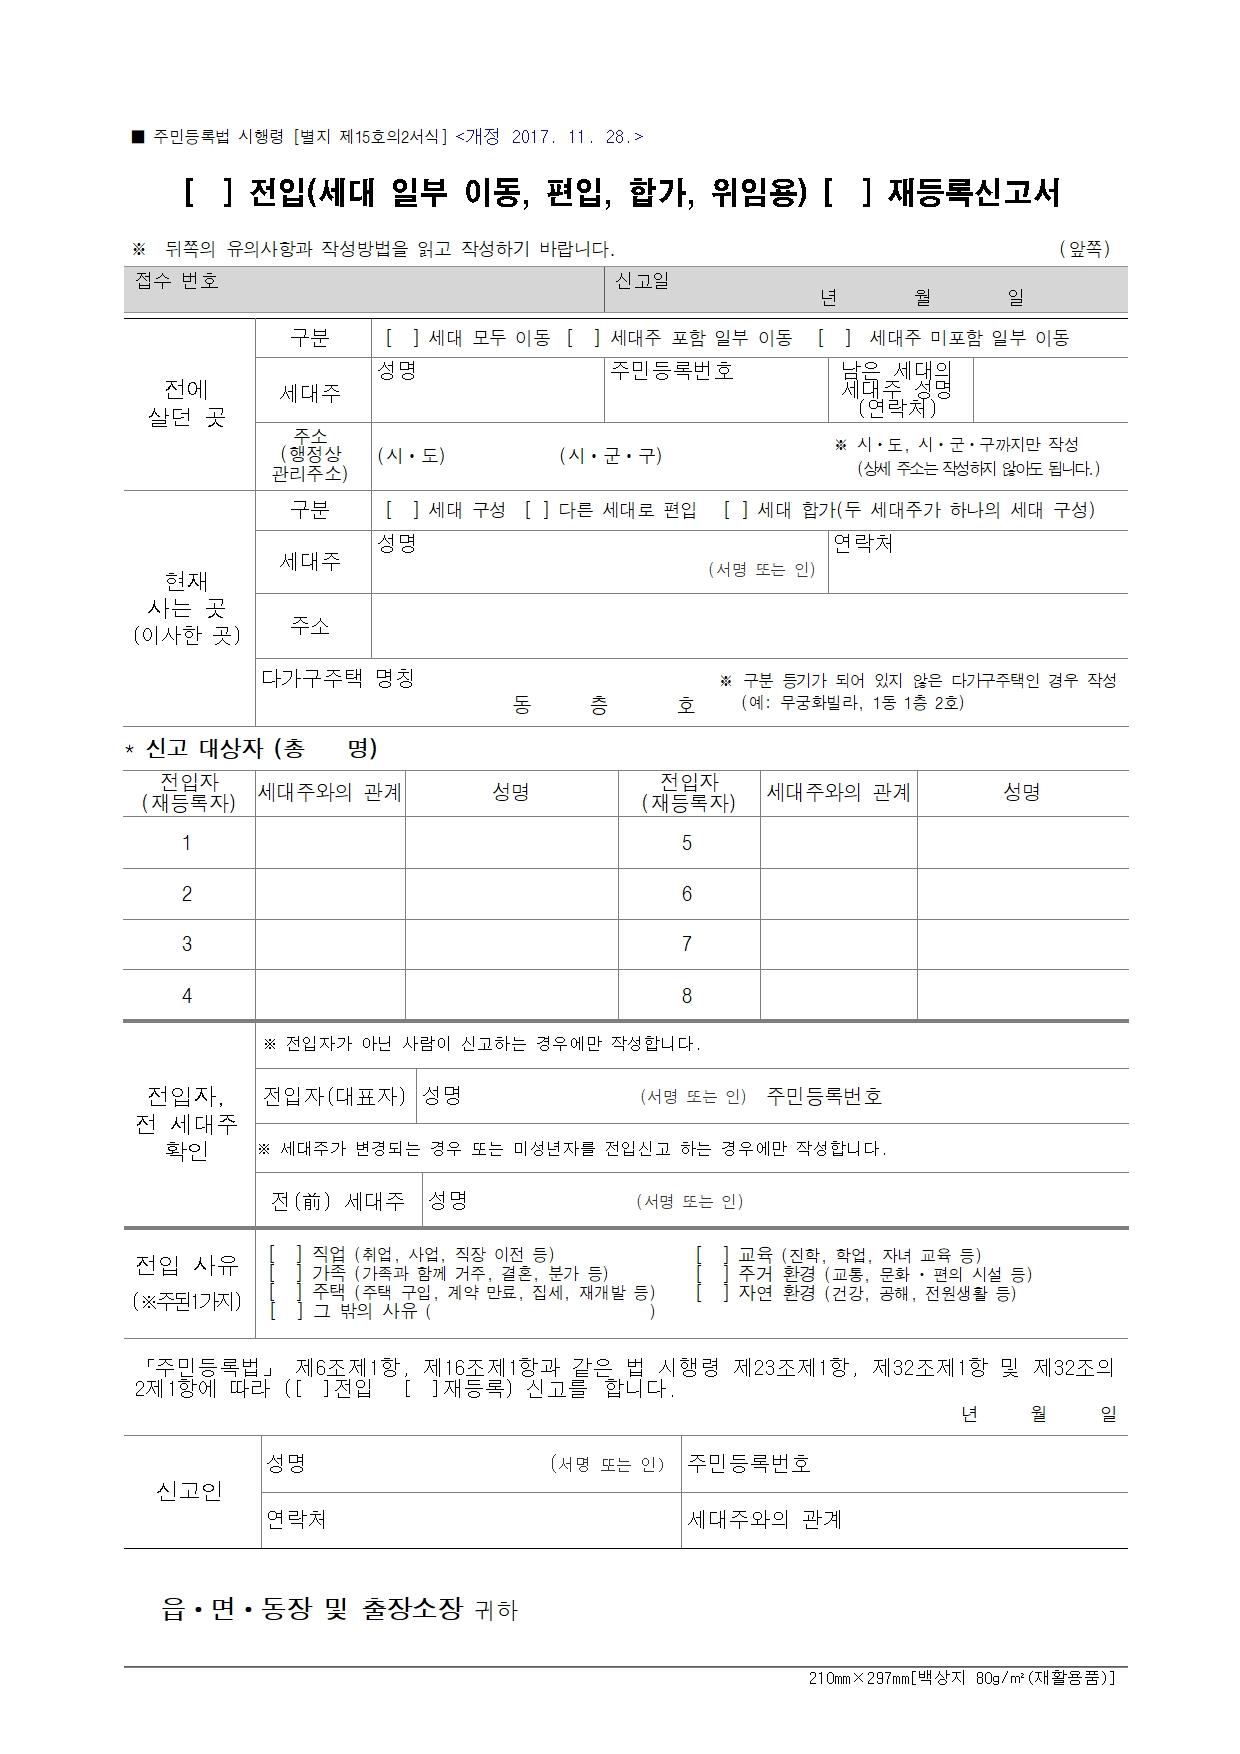 ■ 주민등록법 시행령 [별지 제15호의2서식] <개정 2017. 11. 28.>
[ ] 전입(세대 일부 이동, 편입, 합가, 위임용) [ ] 재등록신고서
※ 뒤쪽의 유의사항과 작성방법을 읽고 작성하기 바랍니다. (앞쪽)
접수 번호 신고일
년 월 일
전에
살던 곳
구분 [ ] 세대 모두 이동 [ ] 세대주 포함 일부 이동 [ ] 세대주 미포함 일부 이동
세대주
성명
주민등록번호
남은 세대의
세대주 성명
(연락처)
주소
(행정상
관리주소)
(시·도) (시·군·구)
※ 시·도, 시·군·구까지만 작성
(상세 주소는 작성하지 않아도 됩니다.)
현재
사는 곳
(이사한 곳)
구분 [ ] 세대 구성 [ ] 다른 세대로 편입 [ ] 세대 합가(두 세대주가 하나의 세대 구성)
세대주
성명
(서명 또는 인)
연락처
주소
다가구주택 명칭
동 층 호
※ 구분 등기가 되어 있지 않은 다가구주택인 경우 작성
(예: 무궁화빌라, 1동 1층 2호)
* 신고 대상자 (총 명)
전입자
(재등록자)
세대주와의 관계
성명
전입자
(재등록자)
세대주와의 관계
성명
1 5
2 6
3 7
4 8
전입자,
전 세대주
확인
※ 전입자가 아닌 사람이 신고하는 경우에만 작성합니다.
전입자(대표자) 성명 (서명 또는 인) 주민등록번호
※ 세대주가 변경되는 경우 또는 미성년자를 전입신고 하는 경우에만 작성합니다.
전(前) 세대주 성명 (서명 또는 인)
전입 사유
(※주된1가지)
[ ] 직업 (취업, 사업, 직장 이전 등) [ ] 교육 (진학, 학업, 자녀 교육 등)
[ ] 가족 (가족과 함께 거주, 결혼, 분가 등) [ ] 주거 환경 (교통, 문화·편의 시설 등)
[ ] 주택 (주택 구입, 계약 만료, 집세, 재개발 등) [ ] 자연 환경 (건강, 공해, 전원생활 등)
[ ] 그 밖의 사유 ( )
「주민등록법」 제6조제1항, 제16조제1항과 같은 법 시행령 제23조제1항, 제32조제1항 및 제32조의
2제1항에 따라 ([ ]전입 [ ]재등록) 신고를 합니다.
년 월 일
신고인
성명 (서명 또는 인) 주민등록번호
연락처 세대주와의 관계
읍·면·동장 및 출장소장 귀하
210mm×297mm[백상지 80g/㎡(재활용품)]